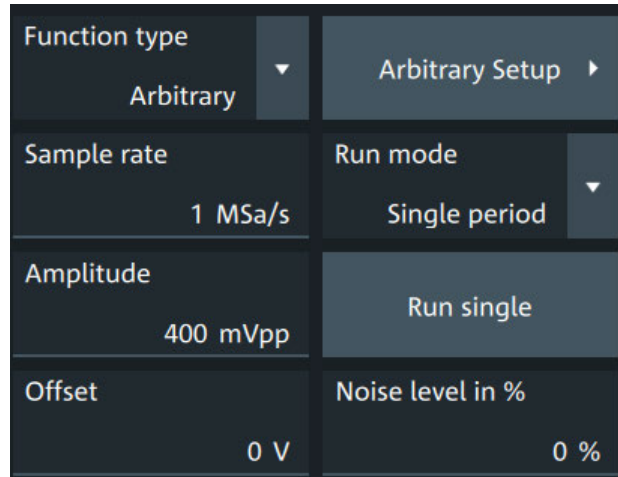 Function type
Arbitrary
Arbitrary Setup
Sample rate
1 MSa/s
Run mode
Single period
Amplitude
400 mVpp
Run single
Offset
0 V
Noise level in %
0 %